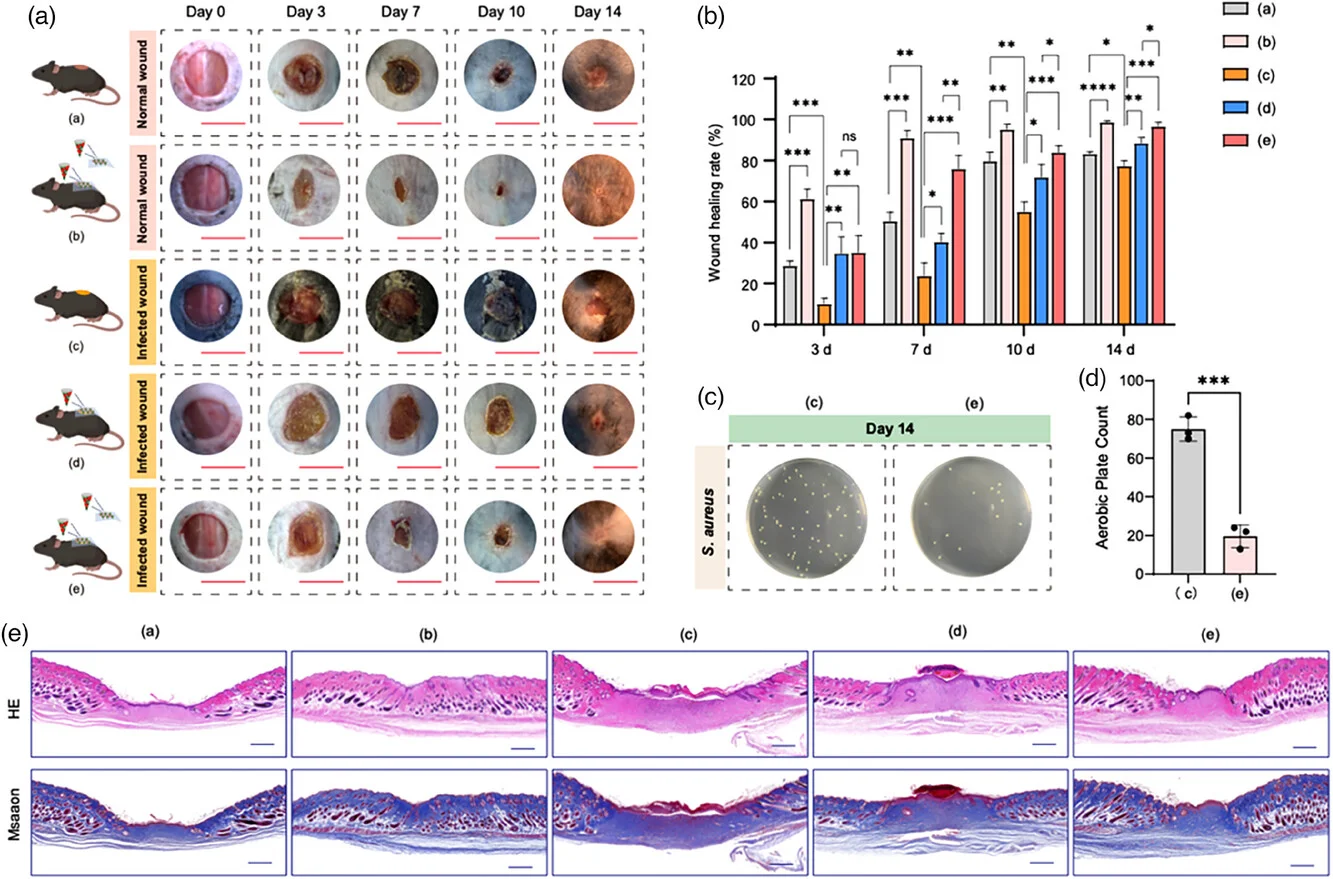 (a)
Day 0 Day 3 Day 7 Day 10 Day 14
(a)
Normal wound
(b)
Normal wound
(c)
Infected wound
(d)
Infected wound
(e)
Infected wound
(b)
Wound healing rate (%)
120
100
80
60
40
20
0
*** *** ** ** ns
*** ** *** * **
** ** * *** *
**** * ** *** *
3 d 7 d 10 d 14 d
(a)
(b)
(c)
(d)
(e)
(c)
(c) (e)
Day 14
S. aureus
(d)
Aerobic Plate Count
100
80
60
40
20
0
***
( c) (e)
(e)
(a) (b) (c) (d) (e)
HE
Msaaon